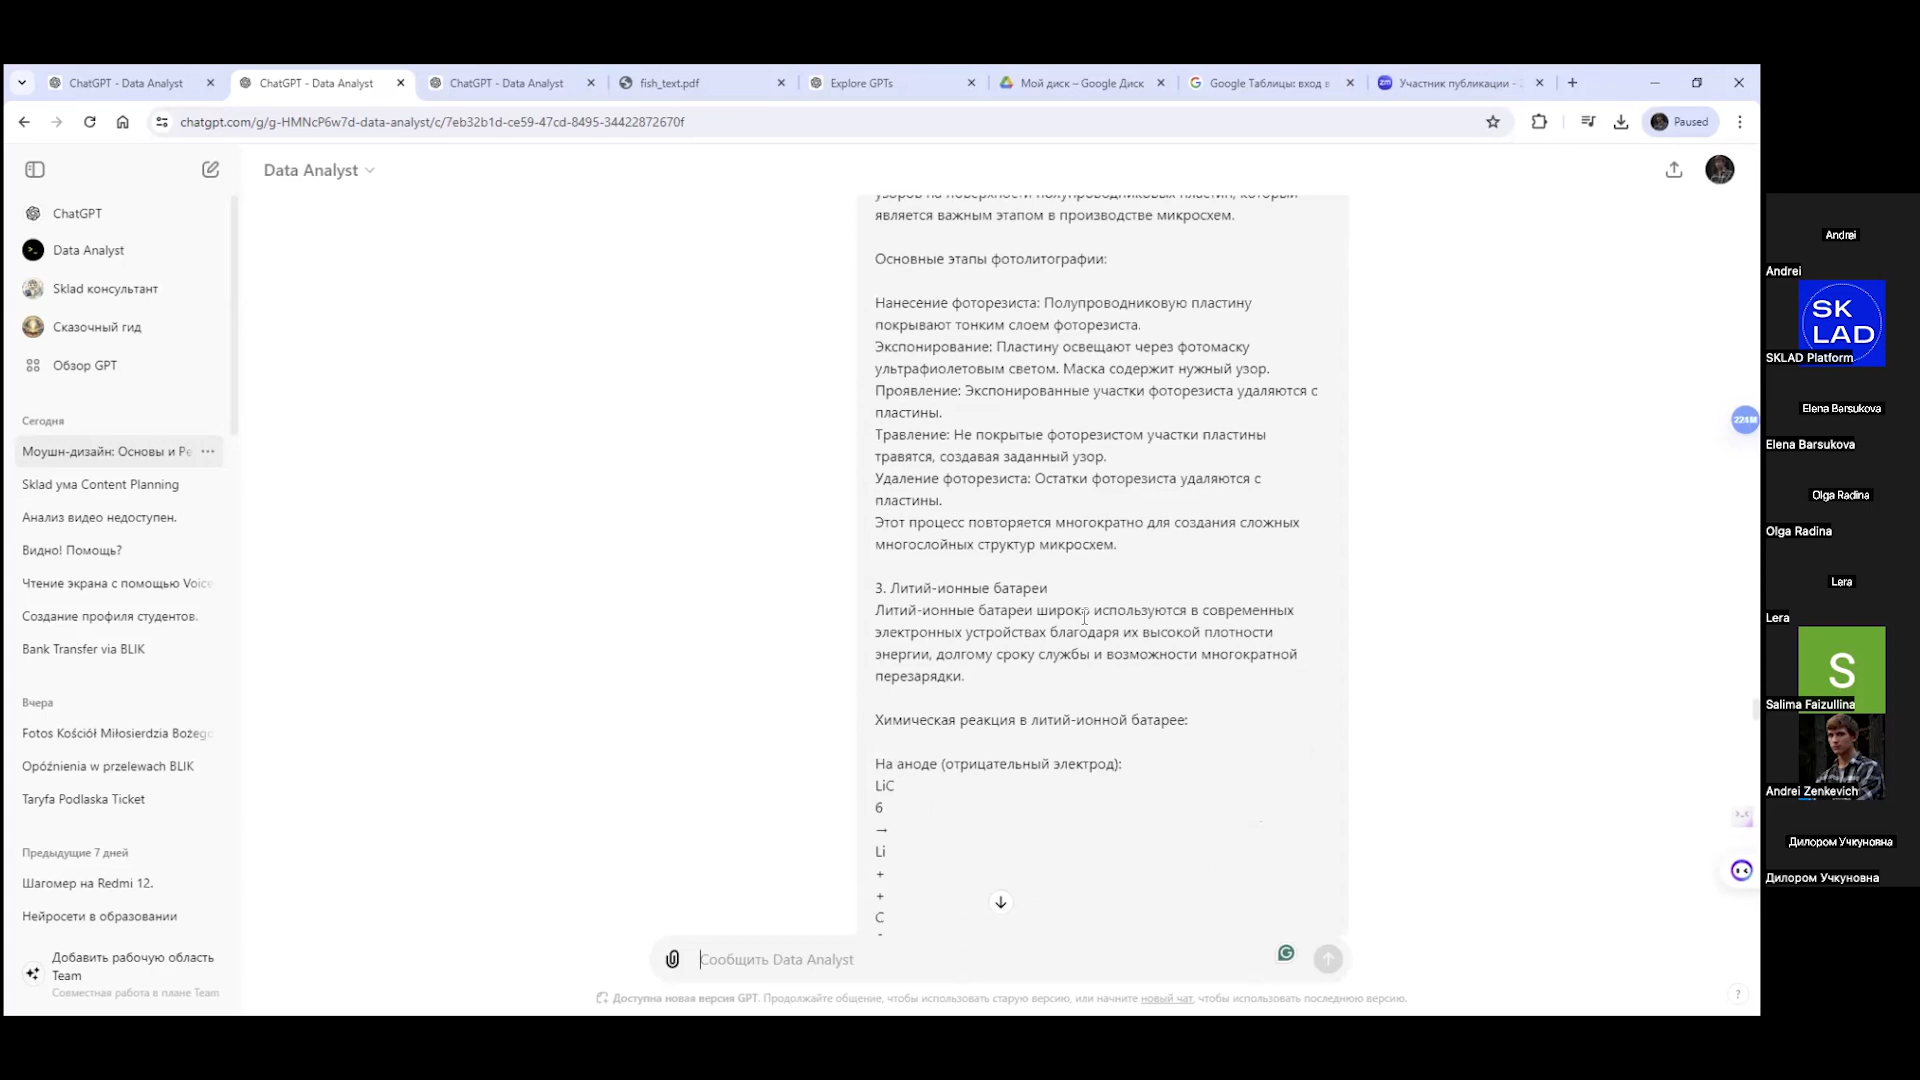 ChatGPT - Data Analyst
ChatGPT - Data Analyst
ChatGPT - Data Analyst
fish_text.pdf
Explore GPTs
Мой диск – Google Диск
Google Таблицы: вход в
Участник публикации -
chatgpt.com/g/g-HMNcP6w7d-data-analyst/c/7eb32b1d-ce59-47cd-8495-34422872670f
Paused
Data Analyst
ChatGPT
Data Analyst
Sklad консультант
Сказочный гид
Обзор GPT
Сегодня
Моушн-дизайн: Основы и Ре
Sklad ума Content Planning
Анализ видео недоступен.
Видно! Помощь?
Чтение экрана с помощью Voice
Создание профиля студентов.
Bank Transfer via BLIK
Вчера
Fotos Kościół Miłosierdzia Bożego
Opóźnienia w przelewach BLIK
Taryfa Podlaska Ticket
Предыдущие 7 дней
Шагомер на Redmi 12.
Нейросети в образовании
Добавить рабочую область
Team
Совместная работа в плане Team
узоров на поверхности полупроводниковых пластин, который
является важным этапом в производстве микросхем.
Основные этапы фотолитографии:
Нанесение фоторезиста: Полупроводниковую пластину
покрывают тонким слоем фоторезиста.
Экспонирование: Пластину освещают через фотомаску
ультрафиолетовым светом. Маска содержит нужный узор.
Проявление: Экспонированные участки фоторезиста удаляются с
пластины.
Травление: Не покрытые фоторезистом участки пластины
травятся, создавая заданный узор.
Удаление фоторезиста: Остатки фоторезиста удаляются с
пластины.
Этот процесс повторяется многократно для создания сложных
многослойных структур микросхем.
3. Литий-ионные батареи
Литий-ионные батареи широко используются в современных
электронных устройствах благодаря их высокой плотности
энергии, долгому сроку службы и возможности многократной
перезарядки.
Химическая реакция в литий-ионной батарее:
На аноде (отрицательный электрод):
LiC
6
→
Li
+
+
C
Сообщить Data Analyst
Доступна новая версия GPT. Продолжайте общение, чтобы использовать старую версию, или начните новый чат, чтобы использовать последнюю версию.
?
224M
Andrei
Andrei
SK
LAD
SKLAD Platform
Elena Barsukova
Elena Barsukova
Olga Radina
Olga Radina
Lera
Lera
S
Salima Faizullina
Andrei Zenkevich
Дилором Учкуновна
Дилором Учкуновна